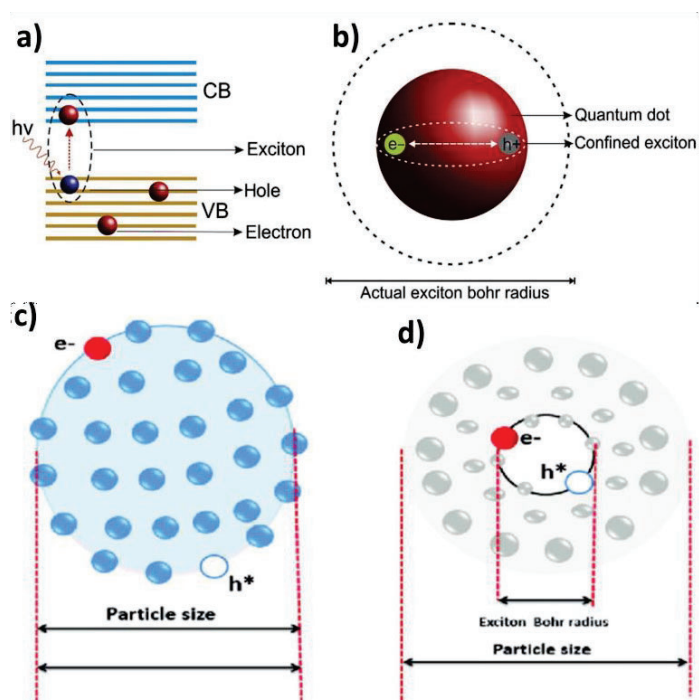 a)
CB
hv
Exciton
Hole
VB
Electron
b)
e-
h+
Quantum dot
Confined exciton
Actual exciton bohr radius
c)
e-
h*
Particle size
d)
e-
h*
Exciton Bohr radius
Particle size